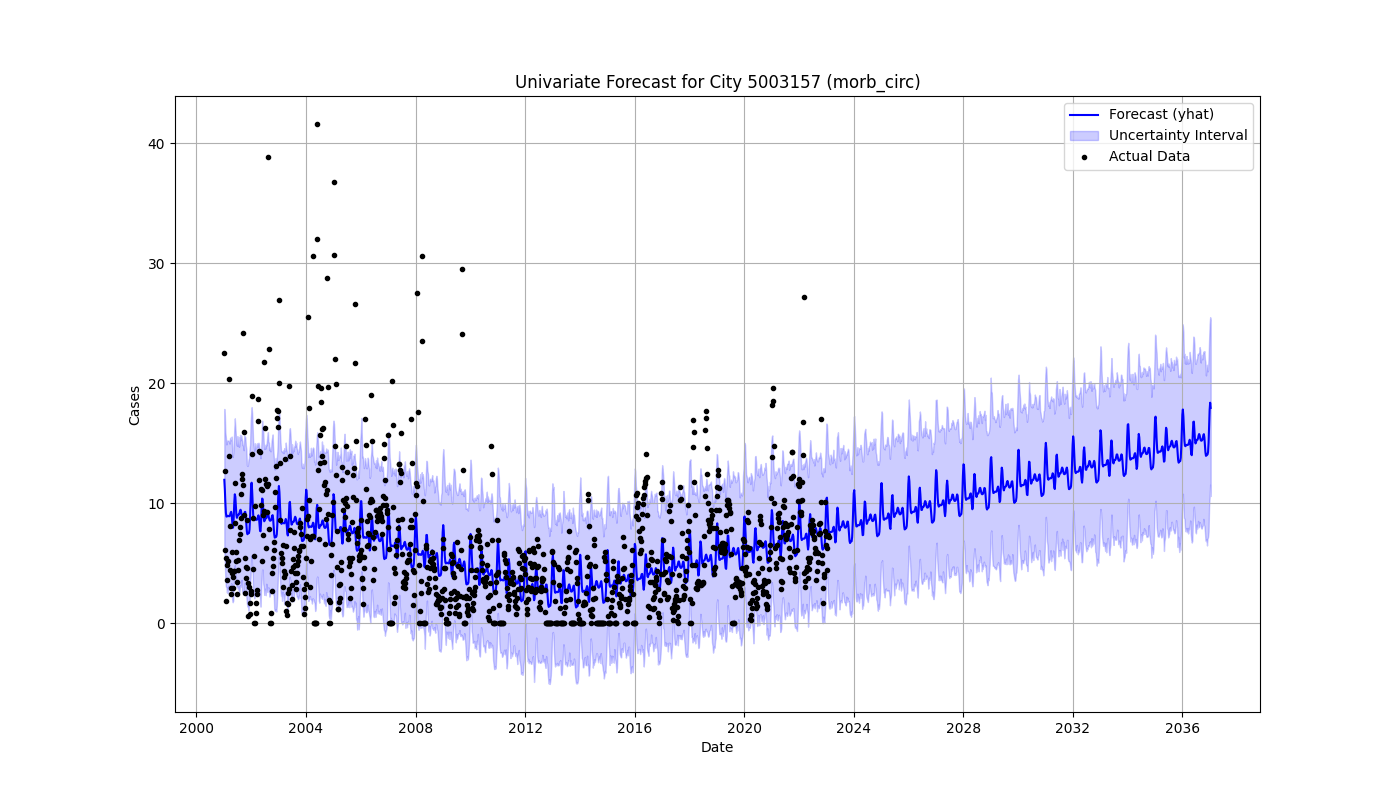 Univariate Forecast for City 5003157 (morb_circ)
Forecast (yhat)
Uncertainty Interval
Actual Data
Cases
40
30
20
10
0
2000 2004 2008 2012 2016 2020 2024 2028 2032 2036
Date